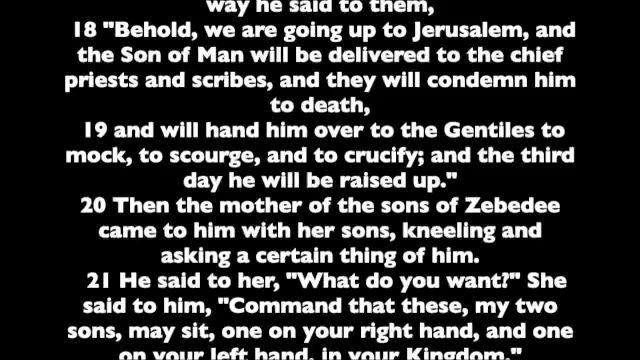 way he said to them,
18 "Behold, we are going up to Jerusalem, and
the Son of Man will be delivered to the chief
priests and scribes, and they will condemn him
to death,
19 and will hand him over to the Gentiles to
mock, to scourge, and to crucify; and the third
day he will be raised up."
20 Then the mother of the sons of Zebedee
came to him with her sons, kneeling and
asking a certain thing of him.
21 He said to her, "What do you want?" She
said to him, "Command that these, my two
sons, may sit, one on your right hand, and one
on your left hand, in your Kingdom."